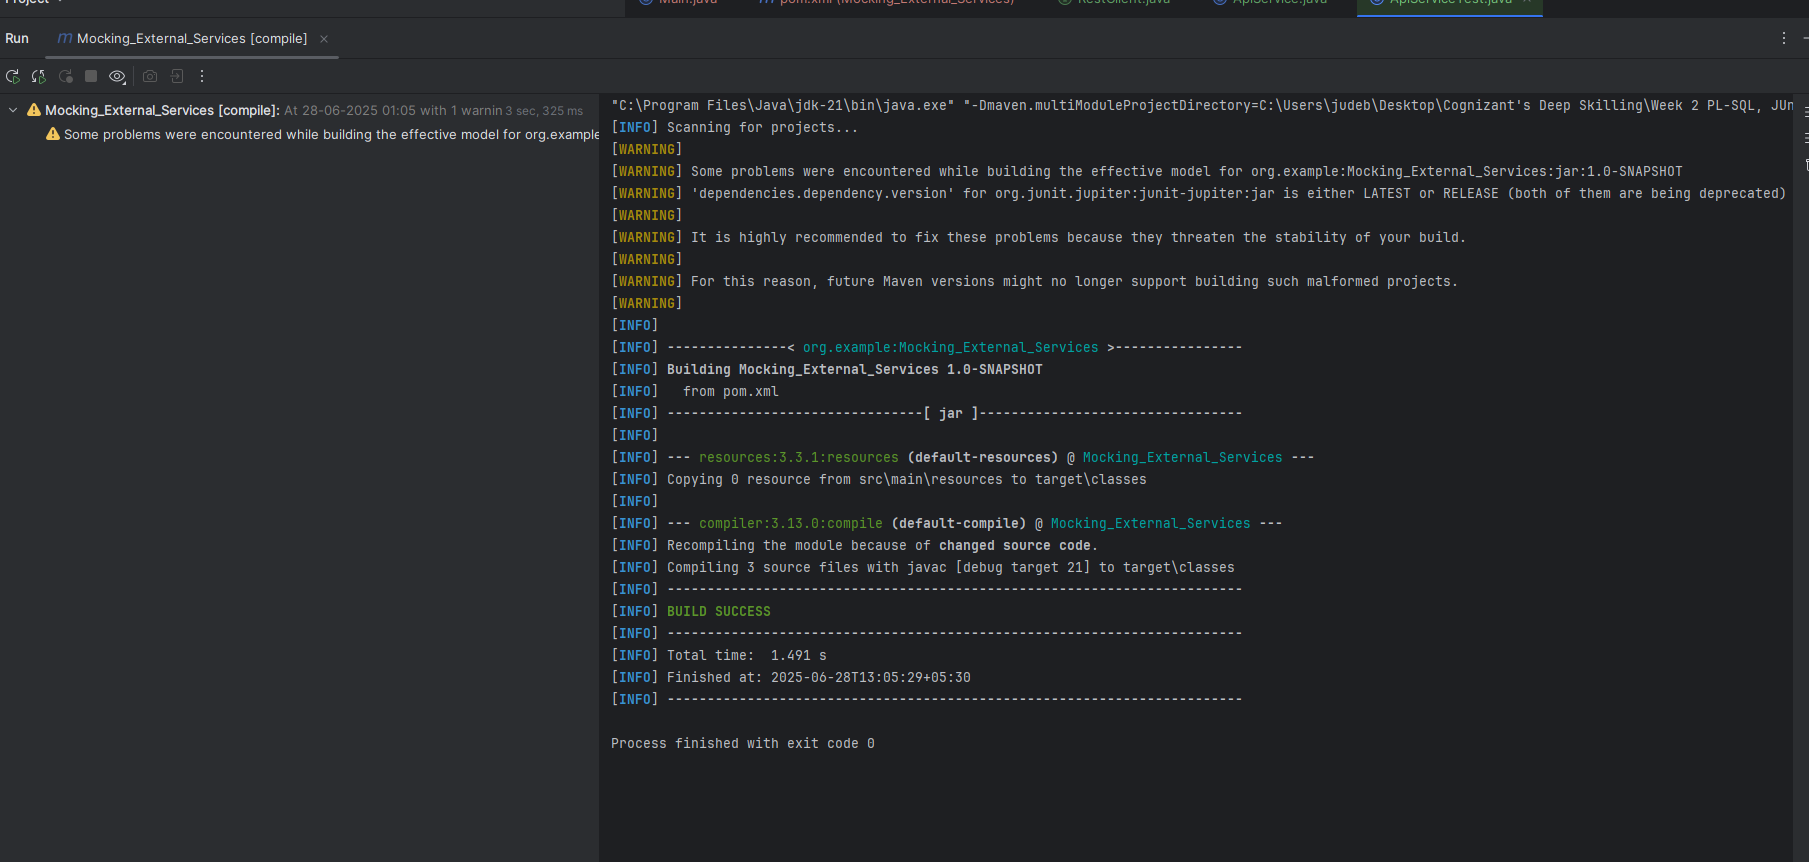 Project
Main.java
pom.xml (Mocking_External_Services)
RestClient.java
ApiService.java
ApiServiceTest.java
Run
Mocking_External_Services [compile]
Mocking_External_Services [compile]: At 28-06-2025 01:05 with 1 warnin 3 sec, 325 ms
Some problems were encountered while building the effective model for org.example
"C:\Program Files\Java\jdk-21\bin\java.exe" "-Dmaven.multiModuleProjectDirectory=C:\Users\judeb\Desktop\Cognizant's Deep Skilling\Week 2 PL-SQL, JUn
[INFO] Scanning for projects...
[WARNING]
[WARNING] Some problems were encountered while building the effective model for org.example:Mocking_External_Services:jar:1.0-SNAPSHOT
[WARNING] 'dependencies.dependency.version' for org.junit.jupiter:junit-jupiter:jar is either LATEST or RELEASE (both of them are being deprecated)
[WARNING]
[WARNING] It is highly recommended to fix these problems because they threaten the stability of your build.
[WARNING]
[WARNING] For this reason, future Maven versions might no longer support building such malformed projects.
[WARNING]
[INFO]
[INFO] ---------------< org.example:Mocking_External_Services >----------------
[INFO] Building Mocking_External_Services 1.0-SNAPSHOT
[INFO]   from pom.xml
[INFO] --------------------------------[ jar ]---------------------------------
[INFO]
[INFO] --- resources:3.3.1:resources (default-resources) @ Mocking_External_Services ---
[INFO] Copying 0 resource from src\main\resources to target\classes
[INFO]
[INFO] --- compiler:3.13.0:compile (default-compile) @ Mocking_External_Services ---
[INFO] Recompiling the module because of changed source code.
[INFO] Compiling 3 source files with javac [debug target 21] to target\classes
[INFO] ------------------------------------------------------------------------
[INFO] BUILD SUCCESS
[INFO] ------------------------------------------------------------------------
[INFO] Total time:  1.491 s
[INFO] Finished at: 2025-06-28T13:05:29+05:30
[INFO] ------------------------------------------------------------------------
Process finished with exit code 0